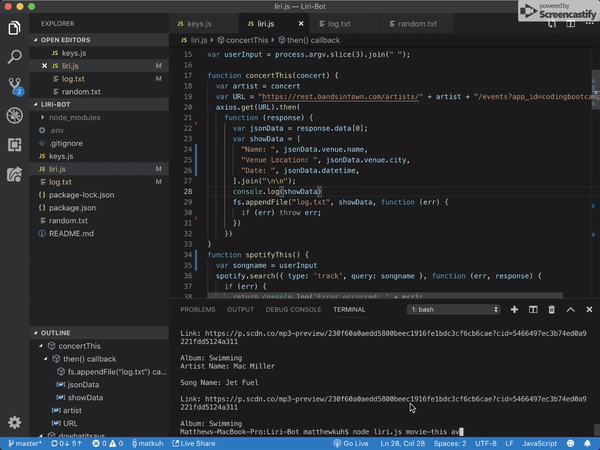 powered by
Screencastify
EXPLORER
OPEN EDITORS
keys.js
liri.js M
log.txt M
random.txt
LIRI-BOT
node_modules
.env
.gitignore
keys.js
liri.js M
log.txt M
package-lock.json
package.json
random.txt
README.md
OUTLINE
concertThis
then() callback
fs.appendFile("log.txt") ca...
jsonData
showData
artist
URL
dowhatitsays
keys.js liri.js log.txt random.txt
liri.js > concertThis > then() callback
15 var userInput = process.argv.slice(3).join(" ");
16
17 function concertThis(concert) {
18 var artist = concert
19 var URL = "https://rest.bandsintown.com/artists/" + artist + "/events?app_id=codingbootcamp
20 axios.get(URL).then(
21 function (response) {
22 var jsonData = response.data[0];
23 var showData = [
24 "Name: ", jsonData.venue.name,
25 "Venue Location: ", jsonData.venue.city,
26 "Date: ", jsonData.datetime,
27 ].join("\n\n");
28 console.log(showData)
29 fs.appendFile("log.txt", showData, function (err) {
30 if (err) throw err;
31 })
32 })
33 }
34 function spotifyThis() {
35 var songname = userInput
36 spotify.search({ type: 'track', query: songname }, function (err, response) {
37 if (err) {
38 return console.log('Error occurred: ' + err);
PROBLEMS OUTPUT DEBUG CONSOLE TERMINAL 1: bash
Link: https://p.scdn.co/mp3-preview/230f60a0aedd5800beec1916fe1bdc3cf6cb6cae?cid=5466497ec3b74ed0a9
221fdd5124a311
Album: Swimming
Artist Name: Mac Miller
Song Name: Jet Fuel
Link: https://p.scdn.co/mp3-preview/230f60a0aedd5800beec1916fe1bdc3cf6cb6cae?cid=5466497ec3b74ed0a9
221fdd5124a311
Album: Swimming
Matthews-MacBook-Pro:Liri-Bot matthewkuh$ node liri.js movie-this av
master* 0↓ 5↑ 0 0 matkuh Live Share Go Live Ln 28, Col 28 Spaces: 2 UTF-8 LF JavaScript